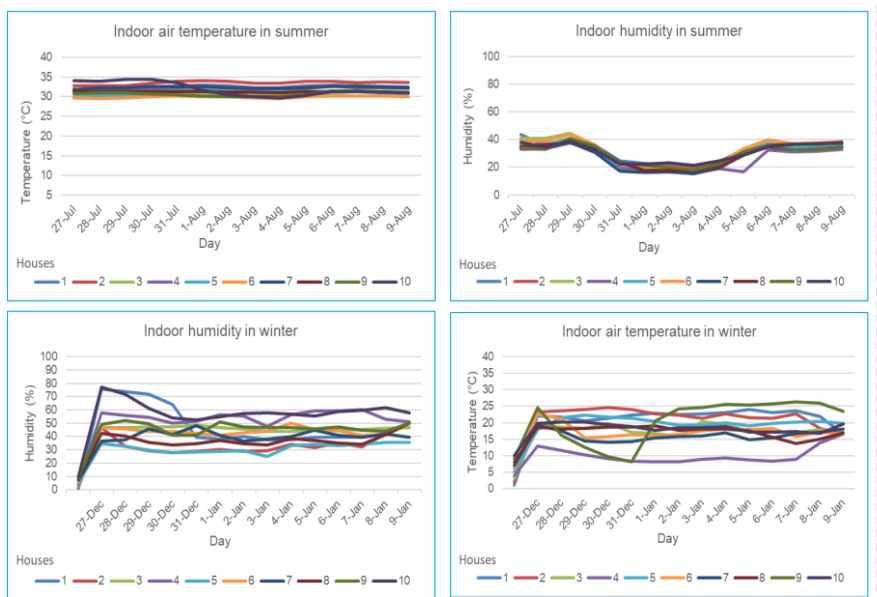 Indoor air temperature in summer
40
35
30
25
20
15
10
5
Temperature (°C)
27-Jul
28-Jul
29-Jul
30-Jul
31-Jul
1-Aug
2-Aug
3-Aug
4-Aug
5-Aug
6-Aug
7-Aug
8-Aug
9-Aug
Day
Houses
1 2 3 4 5 6 7 8 9 10
Indoor humidity in summer
100
80
60
40
20
0
Humidity (%)
27-Jul
28-Jul
29-Jul
30-Jul
31-Jul
1-Aug
2-Aug
3-Aug
4-Aug
5-Aug
6-Aug
7-Aug
8-Aug
9-Aug
Day
Houses
1 2 3 4 5 6 7 8 9 10
Indoor humidity in winter
100
90
80
70
60
50
40
30
20
10
0
Humidity (%)
27-Dec
28-Dec
29-Dec
30-Dec
31-Dec
1-Jan
2-Jan
3-Jan
4-Jan
5-Jan
6-Jan
7-Jan
8-Jan
9-Jan
Day
Houses
1 2 3 4 5 6 7 8 9 10
Indoor air temperature in winter
40
35
30
25
20
15
10
5
0
Temperature (°C)
27-Dec
28-Dec
29-Dec
30-Dec
31-Dec
1-Jan
2-Jan
3-Jan
4-Jan
5-Jan
6-Jan
7-Jan
8-Jan
9-Jan
Day
Houses
1 2 3 4 5 6 7 8 9 10